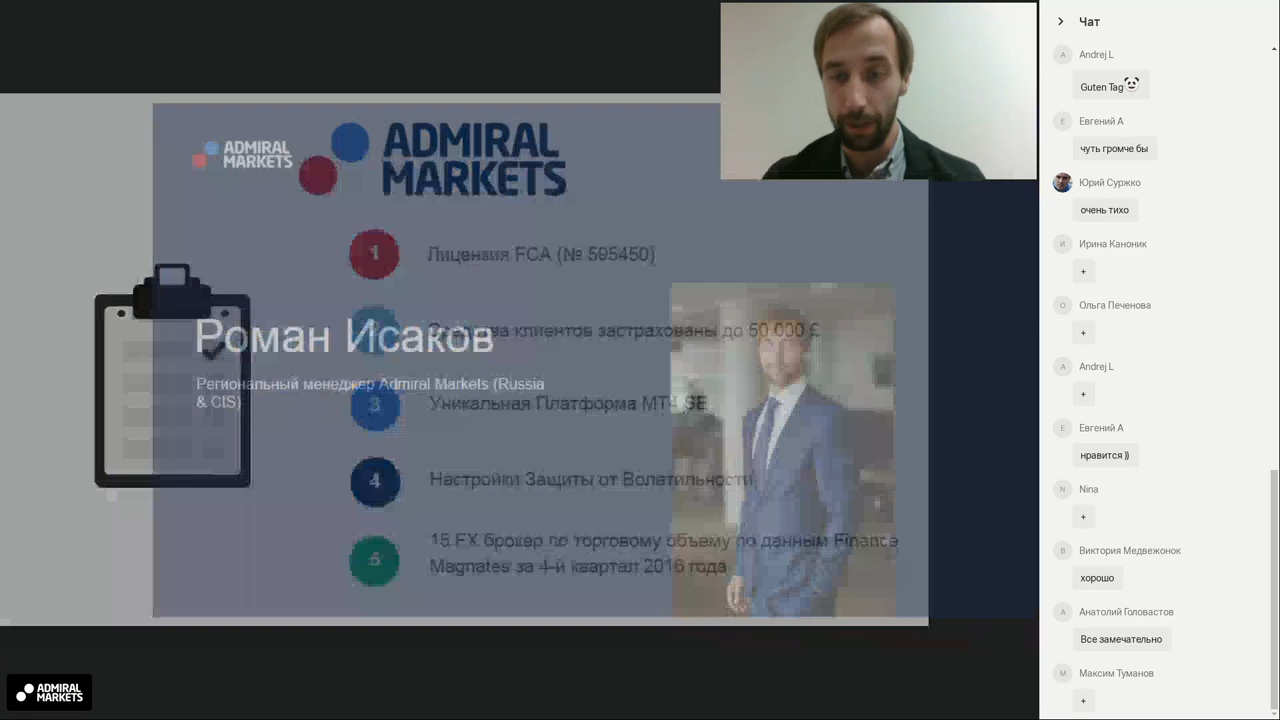 ADMIRAL
MARKETS
ADMIRAL
MARKETS
1
Лицензия FCA (№ 595450)
Роман Исаков
Средства клиентов застрахованы до 50 000 £
Региональный менеджер Admiral Markets (Russia
& CIS)
3
Уникальная Платформа MT4 SE
4
Настройки Защиты от Волатильности
5
15 FX брокер по торговому объему по данным Finance
Magnates за 4-й квартал 2016 года
ADMIRAL
MARKETS
Чат
A
Andrej L
Guten Tag
Е
Евгений А
чуть громче бы
Юрий Суржко
очень тихо
И
Ирина Каноник
+
О
Ольга Печенова
+
A
Andrej L
+
Е
Евгений А
нравится ))
N
Nina
+
В
Виктория Медвежонок
хорошо
А
Анатолий Головастов
Все замечательно
М
Максим Туманов
+